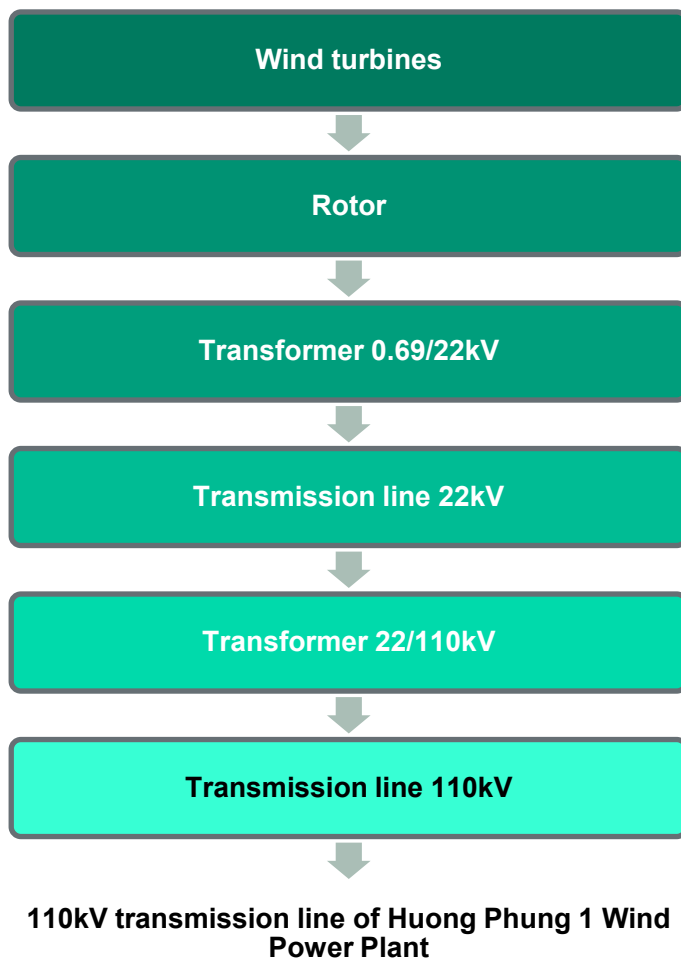 Wind turbines
Rotor
Transformer 0.69/22kV
Transmission line 22kV
Transformer 22/110kV
Transmission line 110kV
110kV transmission line of Huong Phung 1 Wind
Power Plant